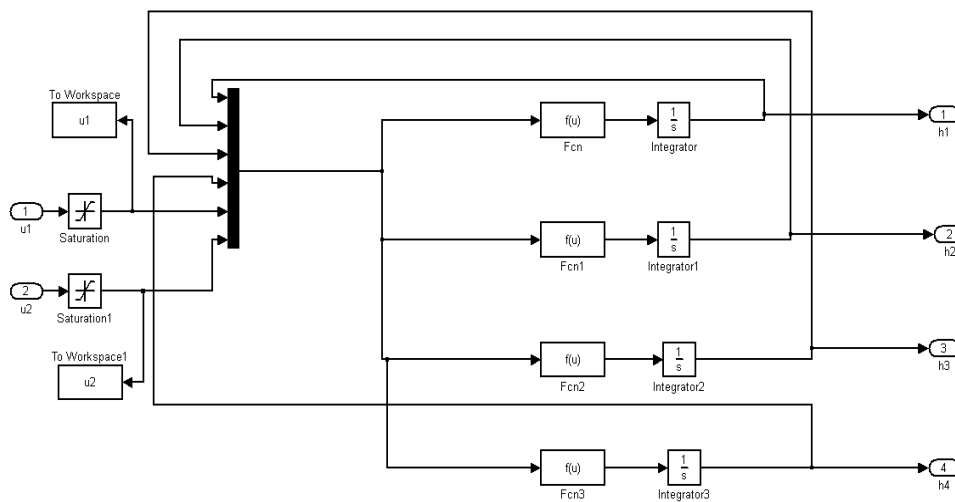 To Workspace
u1
1
u1
Saturation
2
u2
Saturation1
To Workspace1
u2
f(u)
Fcn
1
s
Integrator
1
h1
f(u)
Fcn1
1
s
Integrator1
2
h2
f(u)
Fcn2
1
s
Integrator2
3
h3
f(u)
Fcn3
1
s
Integrator3
4
h4